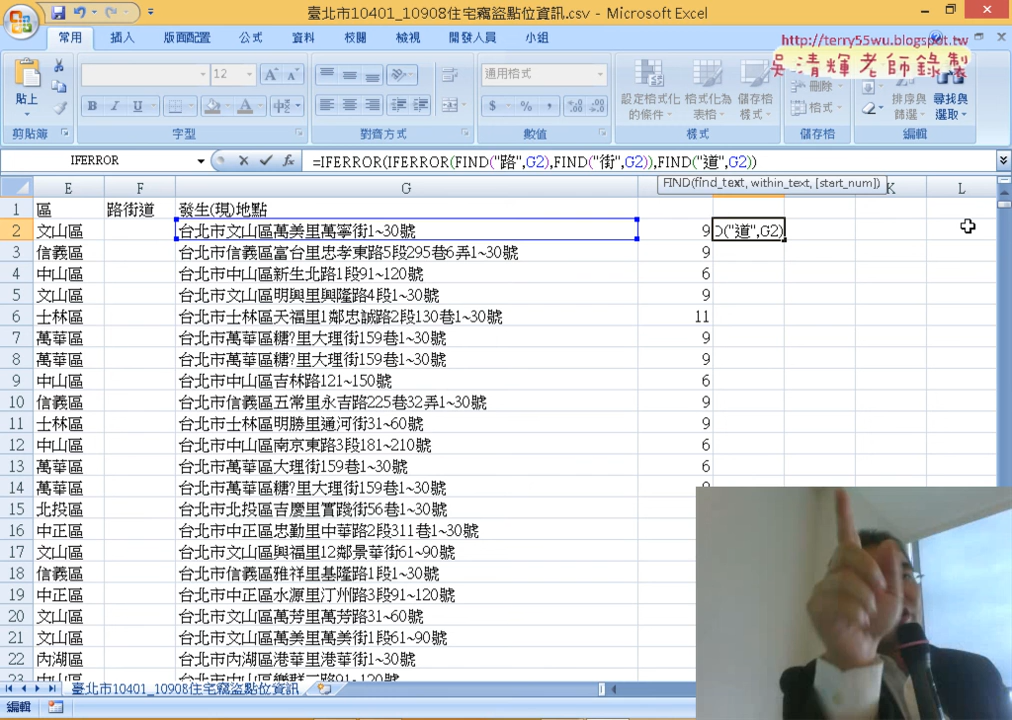 臺北市10401_10908住宅竊盜點位資訊.csv - Microsoft Excel
常用 插入 版面配置 公式 資料 校閱 檢視 開發人員 小組
http://terry55wu.blogspot.tw
吳清輝老師錄製
貼上 12 A A 通用格式 設定格式化的條件 格式化為表格 儲存格樣式 刪除 格式 排序與篩選 尋找與選取
B I U A 中 $ % ,
剪貼簿 字型 對齊方式 數值 樣式 儲存格 編輯
IFERROR fx =IFERROR(IFERROR(FIND("路",G2),FIND("街",G2)),FIND("道",G2))
FIND(find_text, within_text, [start_num])
E F G K L
1 區 路街道 發生(現)地點
2 文山區 台北市文山區萬美里萬寧街1~30號 9 D("道",G2)
3 信義區 台北市信義區富台里忠孝東路5段295巷6弄1~30號 9
4 中山區 台北市中山區新生北路1段91~120號 6
5 文山區 台北市文山區明興里興隆路4段1~30號 9
6 士林區 台北市士林區天福里1鄰忠誠路2段130巷1~30號 11
7 萬華區 台北市萬華區糖?里大理街159巷1~30號 9
8 萬華區 台北市萬華區糖?里大理街159巷1~30號 9
9 中山區 台北市中山區吉林路121~150號 6
10 信義區 台北市信義區五常里永吉路225巷32弄1~30號 9
11 士林區 台北市士林區明勝里通河街31~60號 9
12 中山區 台北市中山區南京東路3段181~210號 6
13 萬華區 台北市萬華區大理街159巷1~30號 6
14 萬華區 台北市萬華區糖?里大理街159巷1~30號 9
15 北投區 台北市北投區吉慶里實踐街56巷1~30號
16 中正區 台北市中正區忠勤里中華路2段311巷1~30號
17 文山區 台北市文山區興福里12鄰景華街61~90號
18 信義區 台北市信義區雅祥里基隆路1段1~30號
19 中正區 台北市中正區水源里汀州路3段91~120號
20 文山區 台北市文山區萬芳里萬芳路31~60號
21 文山區 台北市文山區萬美里萬美街1段61~90號
22 內湖區 台北市內湖區港華里港華街1~30號
臺北市10401_10908住宅竊盜點位資訊
編輯